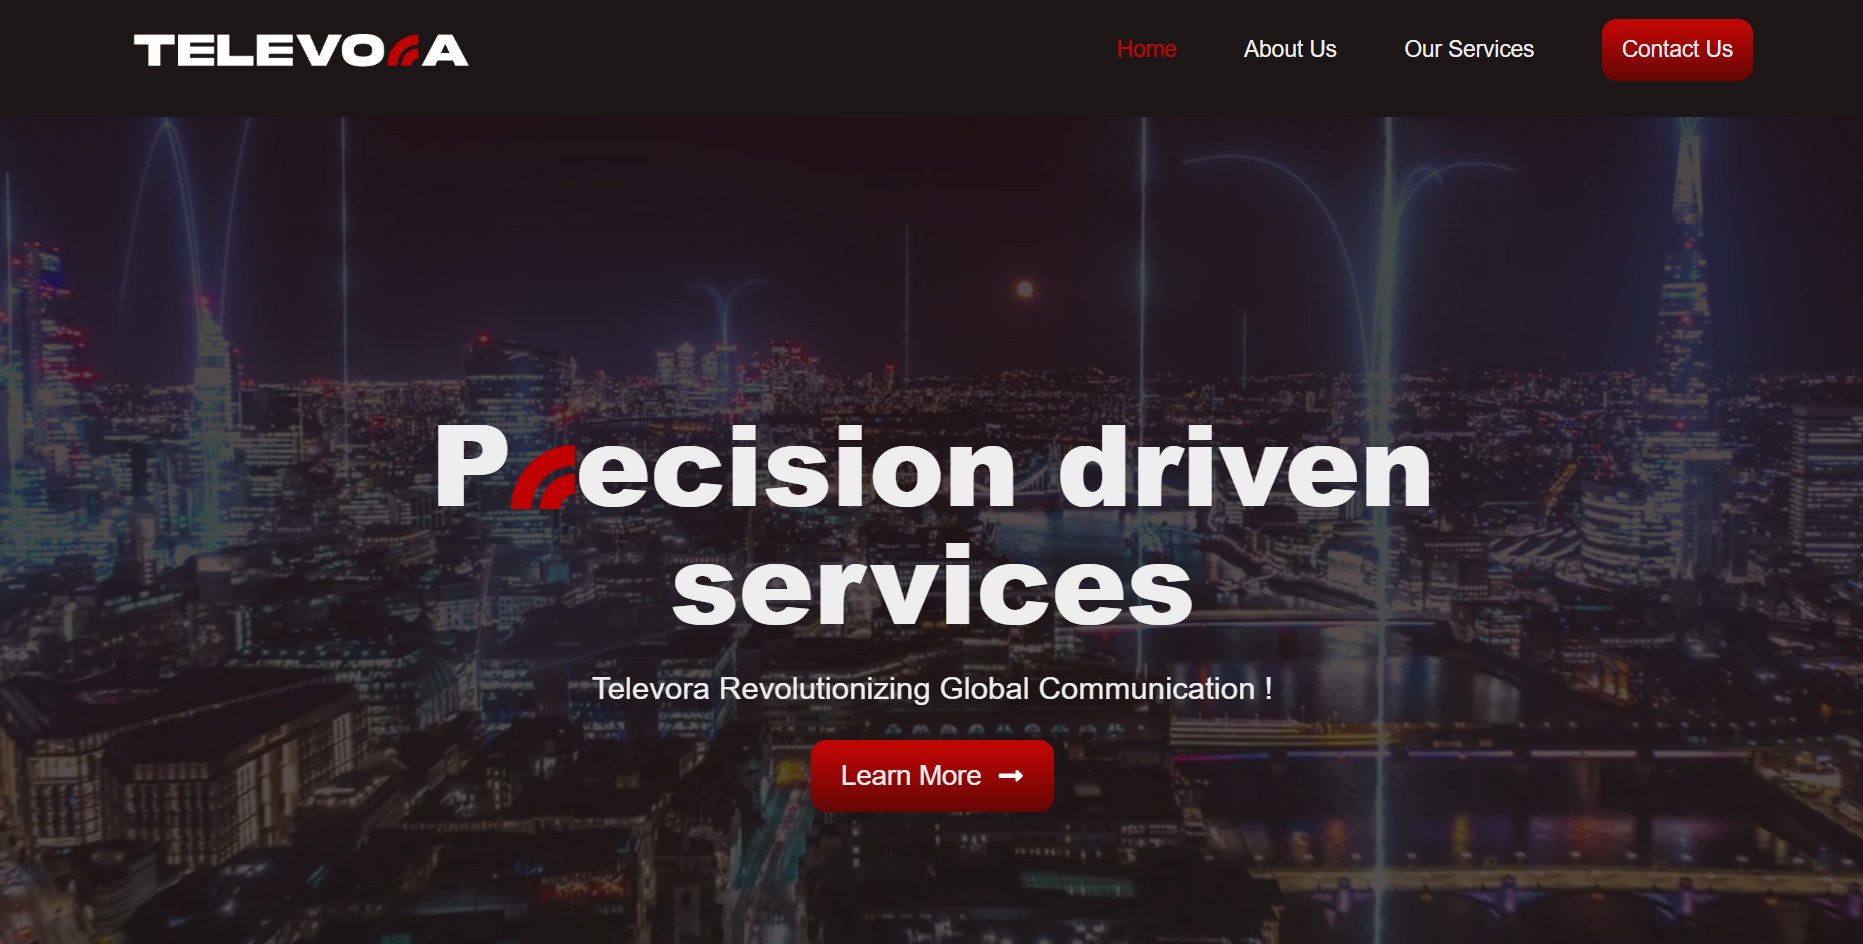 TELEVORA
Home
About Us
Our Services
Contact Us
Precision driven
services
Televora Revolutionizing Global Communication !
Learn More